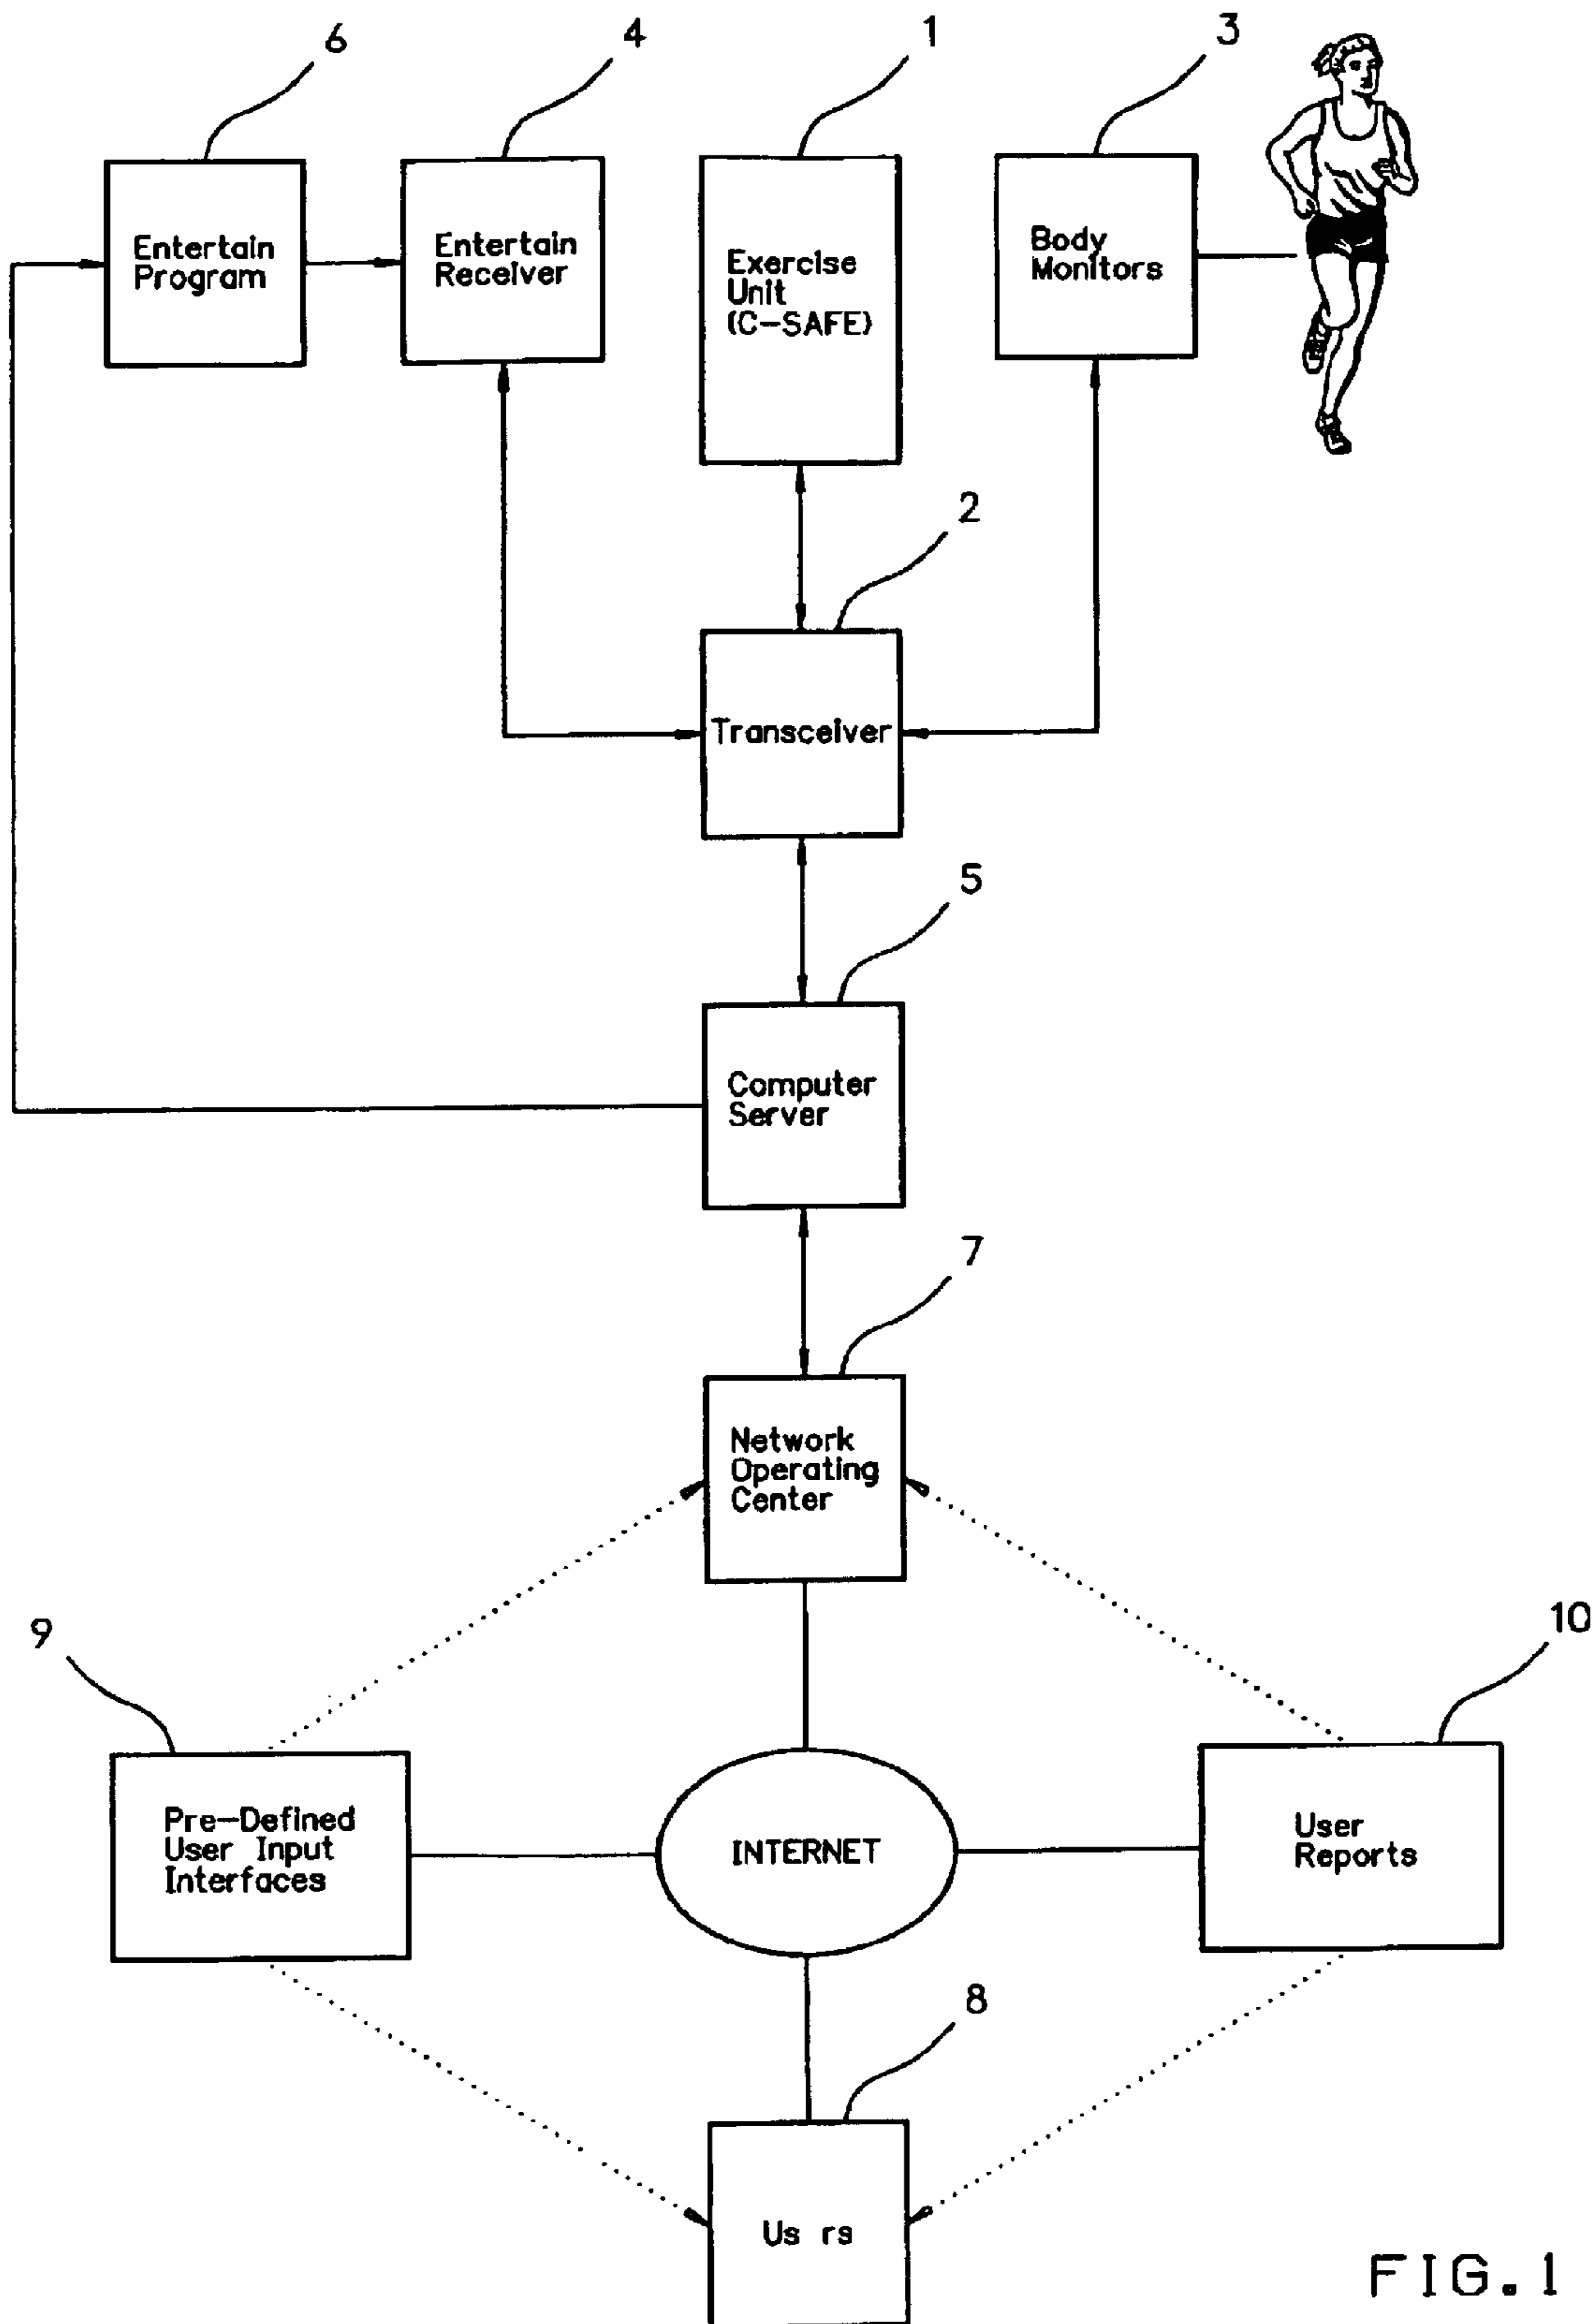 6
4
1
3
Entertain
Program
Entertain
Receiver
Exercise
Unit
(C-SAFE)
Body
Monitors
2
Transceiver
5
Computer
Server
7
Network
Operating
Center
9
10
Pre-Defined
User Input
Interfaces
INTERNET
User
Reports
8
Us rs
FIG.1